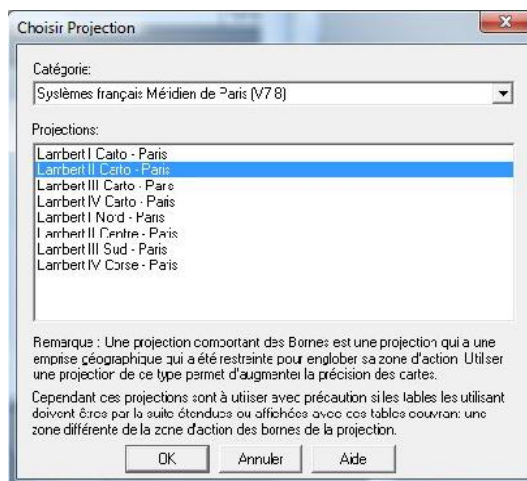 Choisir Projection
Catégorie:
Systèmes français Méridien de Paris (V7 8)
Projections:
Lambert I Carto - Paris
Lambert II Carto - Paris
Lambert III Carto - Paris
Lambert IV Carto - Paris
Lambert I Nord - Paris
Lambert II Centre - Paris
Lambert III Sud - Paris
Lambert IV Corse - Paris
Remarque : Une projection comportant des Bornes est une projection qui a une
emprise géographique qui a été restreinte pour englober sa zone d'action. Utiliser
une projection de ce type permet d'augmenter la précision des cartes.
Cependant ces projections sont à utiliser avec précaution si les tables les utilisant
doivent êtres par la suite étendues ou affichées avec des tables couvrant une
zone différente de la zone d'action des bornes de la projection.
OK Annuler Aide